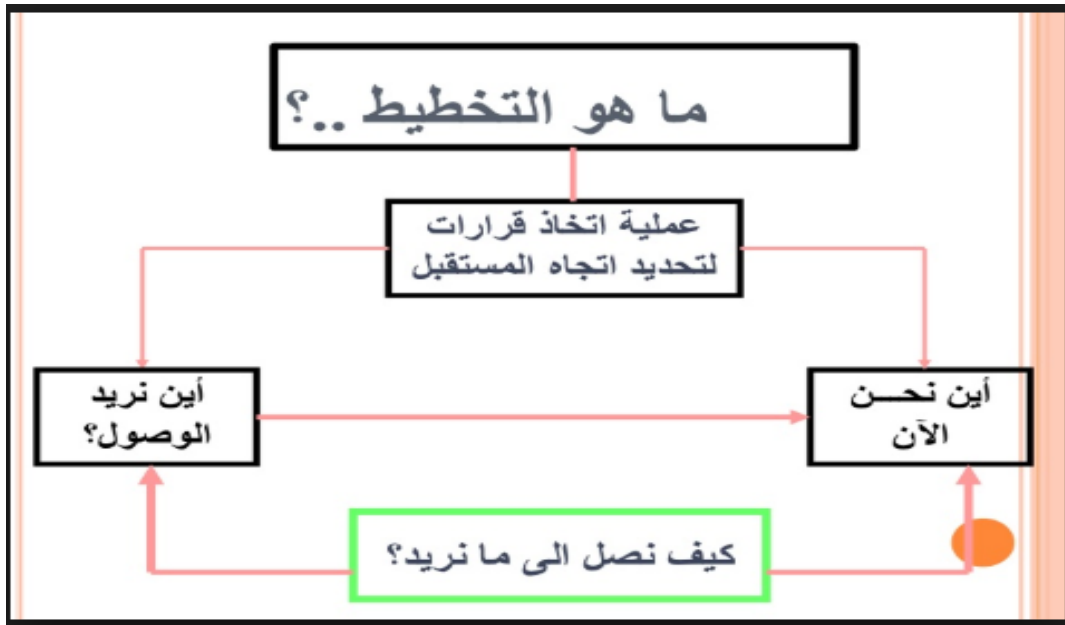 ما هو التخطيط ..؟
عملية اتخاذ قرارات
لتحديد اتجاه المستقبل
أين نحـــن
الآن
أين نريد
الوصول؟
كيف نصل الى ما نريد؟